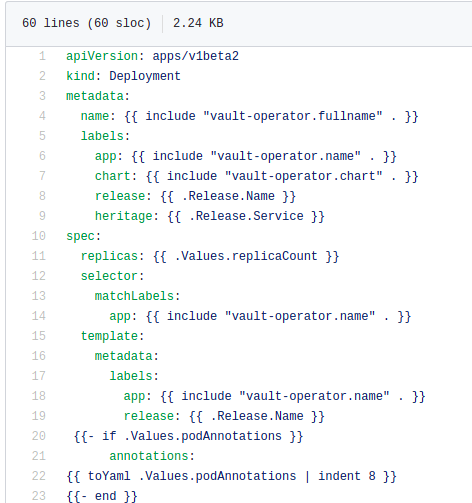 60 lines (60 sloc) 2.24 KB
1 apiVersion: apps/v1beta2
2 kind: Deployment
3 metadata:
4   name: {{ include "vault-operator.fullname" . }}
5   labels:
6     app: {{ include "vault-operator.name" . }}
7     chart: {{ include "vault-operator.chart" . }}
8     release: {{ .Release.Name }}
9     heritage: {{ .Release.Service }}
10 spec:
11   replicas: {{ .Values.replicaCount }}
12   selector:
13     matchLabels:
14       app: {{ include "vault-operator.name" . }}
15   template:
16     metadata:
17       labels:
18         app: {{ include "vault-operator.name" . }}
19         release: {{ .Release.Name }}
20  {{- if .Values.podAnnotations }}
21       annotations:
22 {{ toYaml .Values.podAnnotations | indent 8 }}
23 {{- end }}